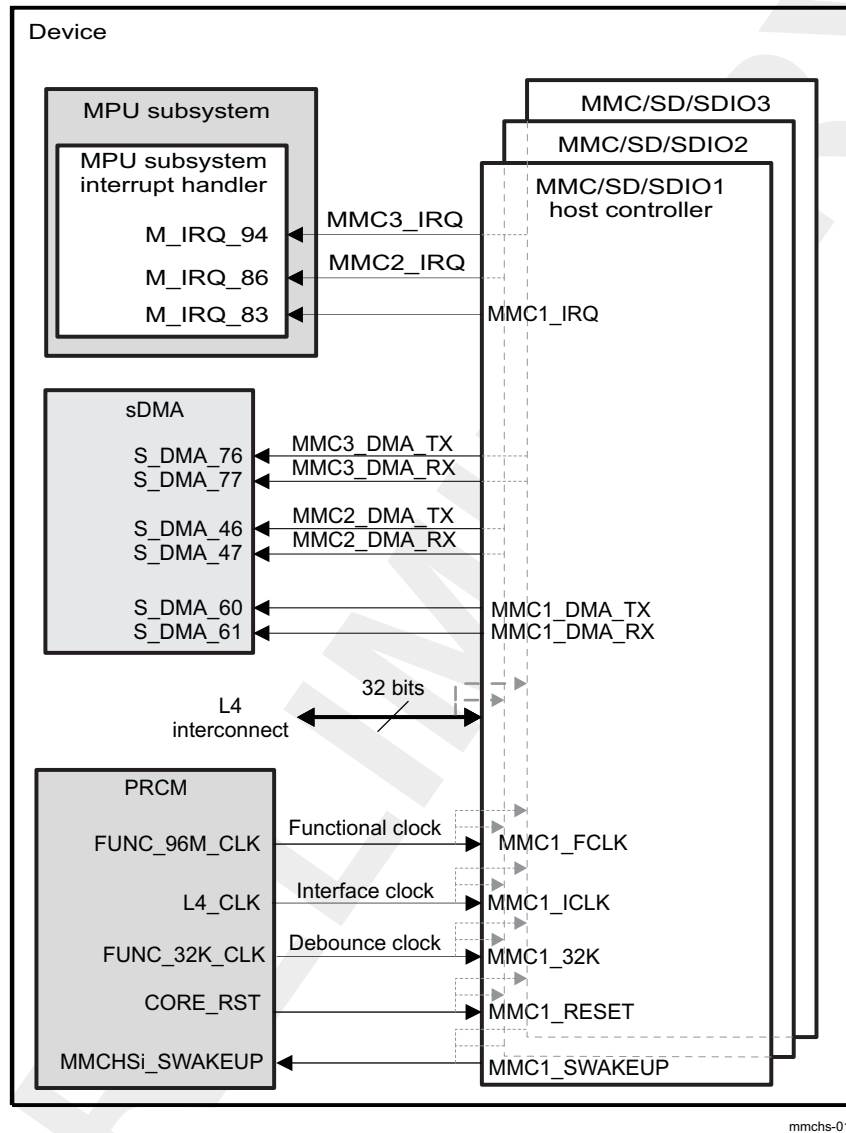 Device
MMC/SD/SDIO3
MPU subsystem
MMC/SD/SDIO2
MPU subsystem
interrupt handler
MMC/SD/SDIO1
host controller
M_IRQ_94
MMC3_IRQ
M_IRQ_86
MMC2_IRQ
M_IRQ_83
MMC1_IRQ
sDMA
S_DMA_76
MMC3_DMA_TX
S_DMA_77
MMC3_DMA_RX
S_DMA_46
MMC2_DMA_TX
S_DMA_47
MMC2_DMA_RX
S_DMA_60
MMC1_DMA_TX
S_DMA_61
MMC1_DMA_RX
L4
interconnect
32 bits
PRCM
FUNC_96M_CLK
Functional clock
MMC1_FCLK
L4_CLK
Interface clock
MMC1_ICLK
FUNC_32K_CLK
Debounce clock
MMC1_32K
CORE_RST
MMC1_RESET
MMCHSi_SWAKEUP
MMC1_SWAKEUP